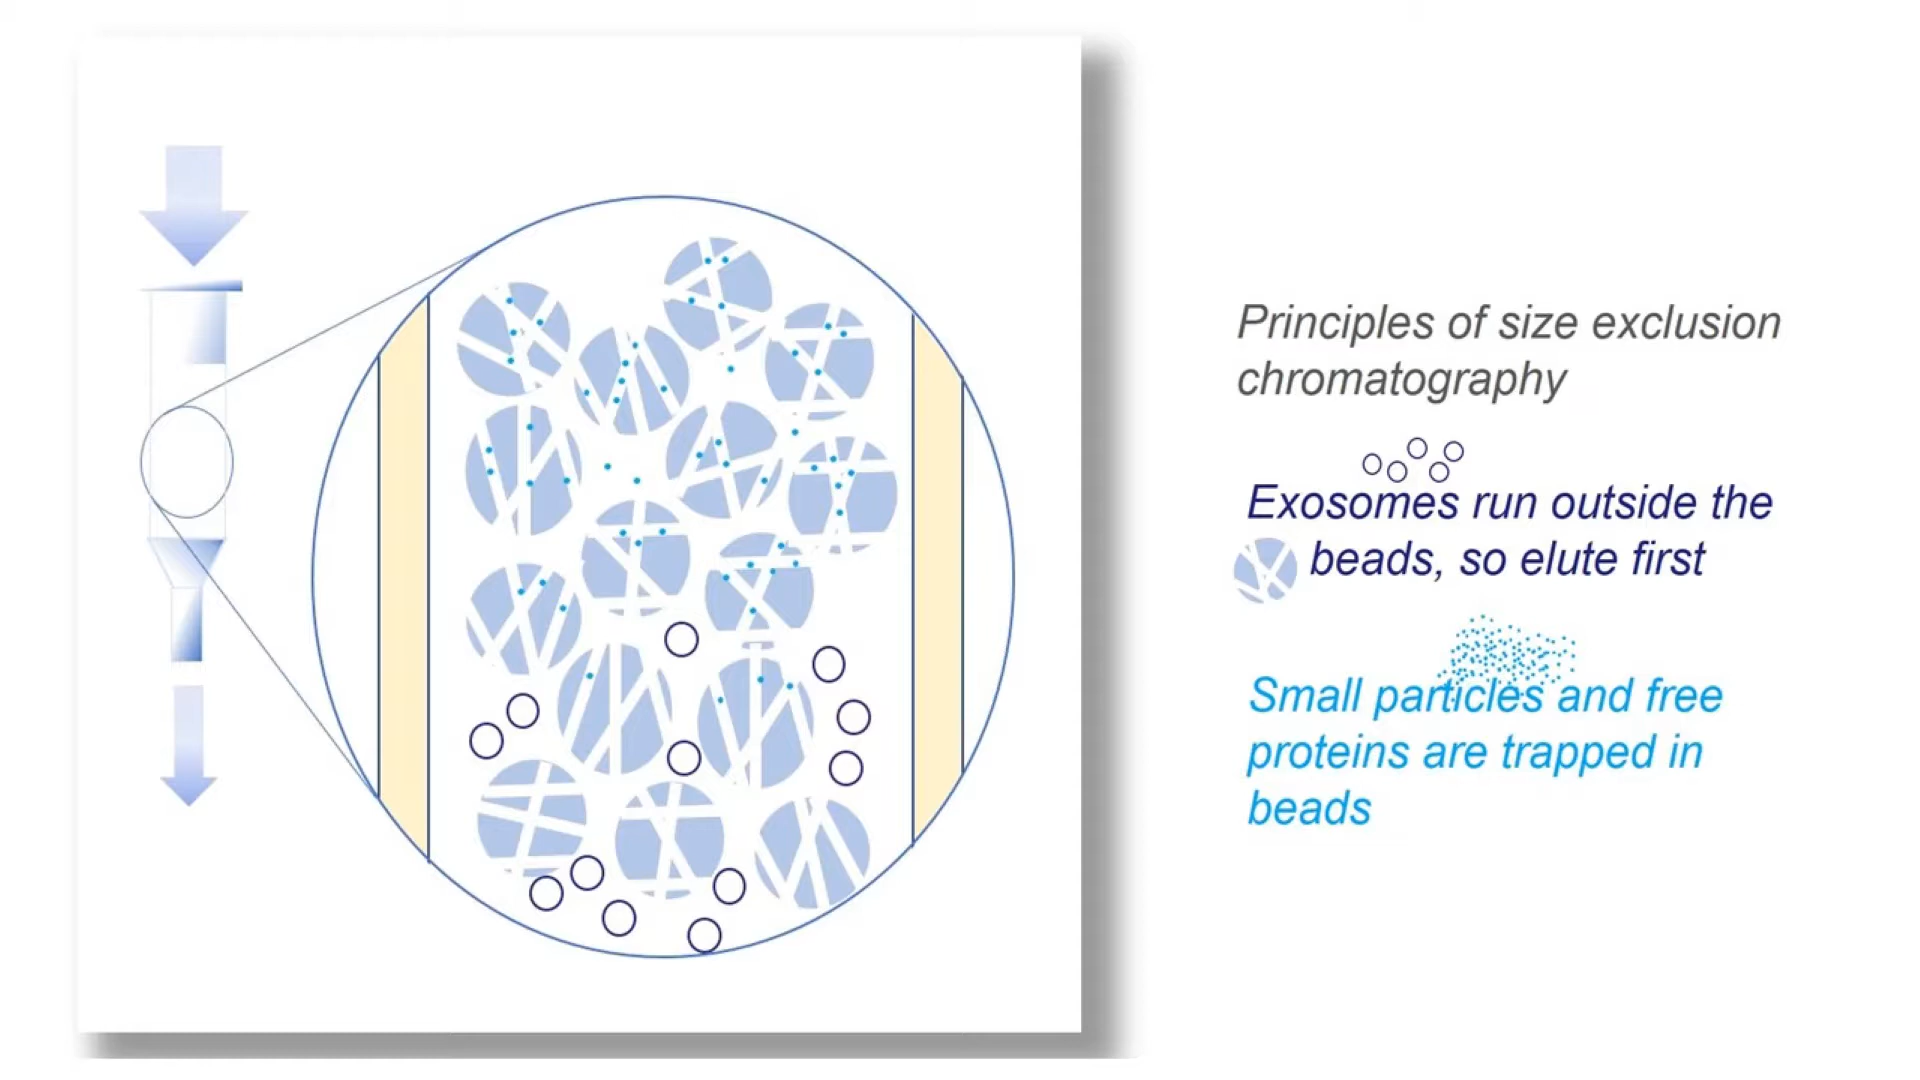 Principles of size exclusion
chromatography
Exosomes run outside the
beads, so elute first
Small particles and free
proteins are trapped in
beads